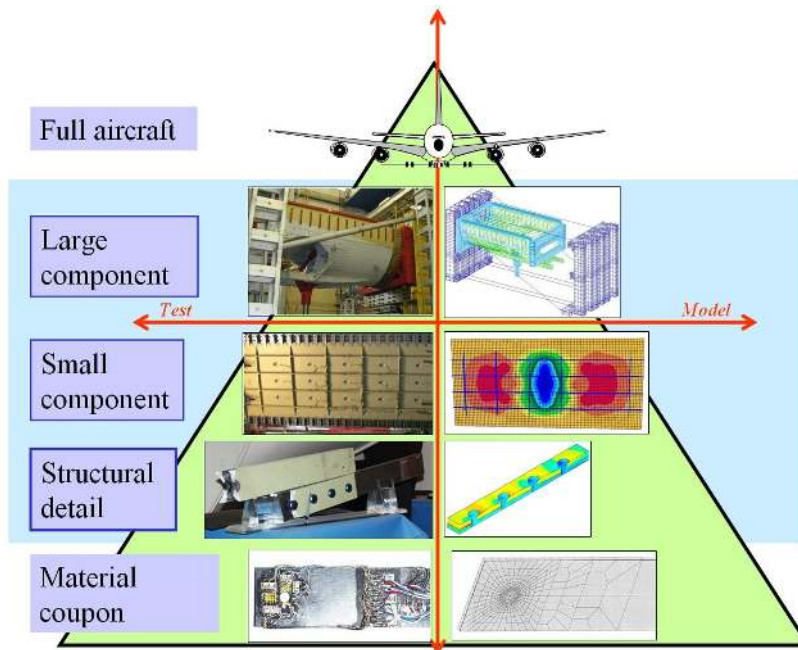 Full aircraft
Large
component
Test
Model
Small
component
Structural
detail
Material
coupon